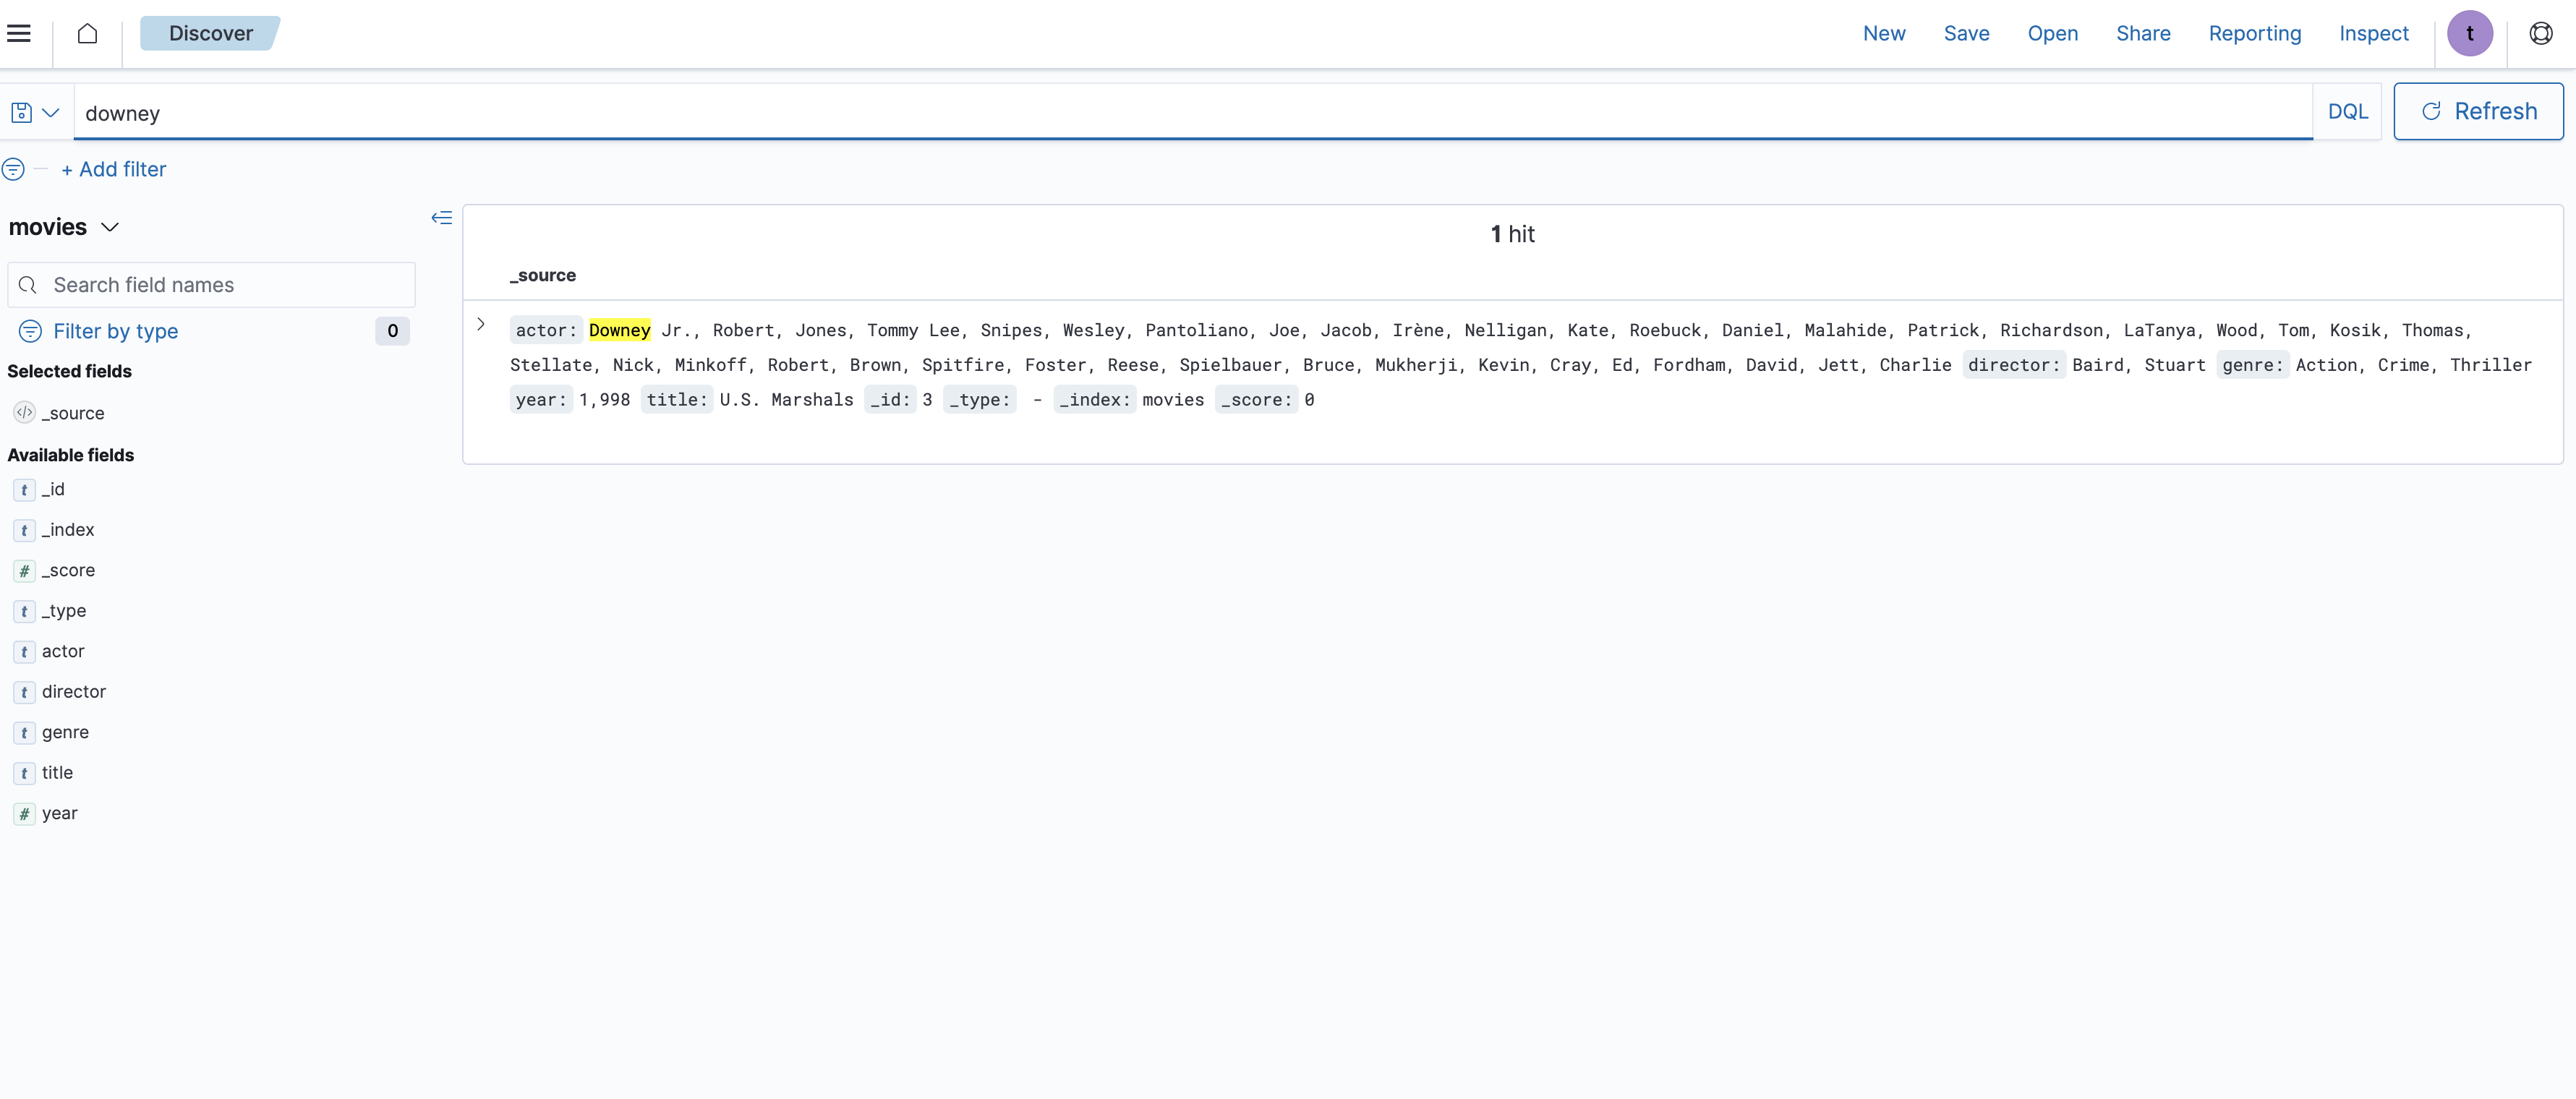 Discover
New Save Open Share Reporting Inspect t
downey
DQL
Refresh
+ Add filter
movies
1 hit
Search field names
_source
Filter by type 0
actor: Downey Jr., Robert, Jones, Tommy Lee, Snipes, Wesley, Pantoliano, Joe, Jacob, Irène, Nelligan, Kate, Roebuck, Daniel, Malahide, Patrick, Richardson, LaTanya, Wood, Tom, Kosik, Thomas,
Stellate, Nick, Minkoff, Robert, Brown, Spitfire, Foster, Reese, Spielbauer, Bruce, Mukherji, Kevin, Cray, Ed, Fordham, David, Jett, Charlie director: Baird, Stuart genre: Action, Crime, Thriller
year: 1,998 title: U.S. Marshals _id: 3 _type: - _index: movies _score: 0
Selected fields
_source
Available fields
t _id
t _index
# _score
t _type
t actor
t director
t genre
t title
# year